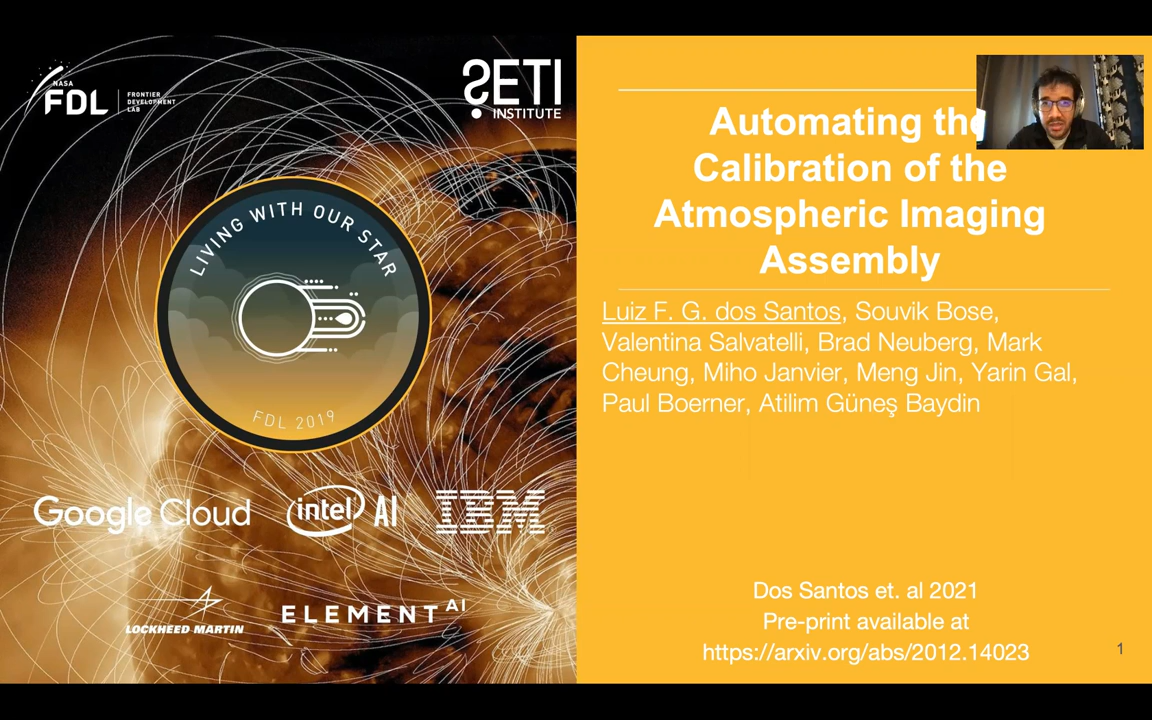 NASA
FDL
FRONTIER
DEVELOPMENT
LAB
SETI
INSTITUTE
LIVING WITH OUR STAR
FDL 2019
Google Cloud
intel AI
IBM
LOCKHEED MARTIN
ELEMENT AI
Automating the
Calibration of the
Atmospheric Imaging
Assembly
Luiz F. G. dos Santos, Souvik Bose,
Valentina Salvatelli, Brad Neuberg, Mark
Cheung, Miho Janvier, Meng Jin, Yarin Gal,
Paul Boerner, Atilim Güneş Baydin
Dos Santos et. al 2021
Pre-print available at
https://arxiv.org/abs/2012.14023
1